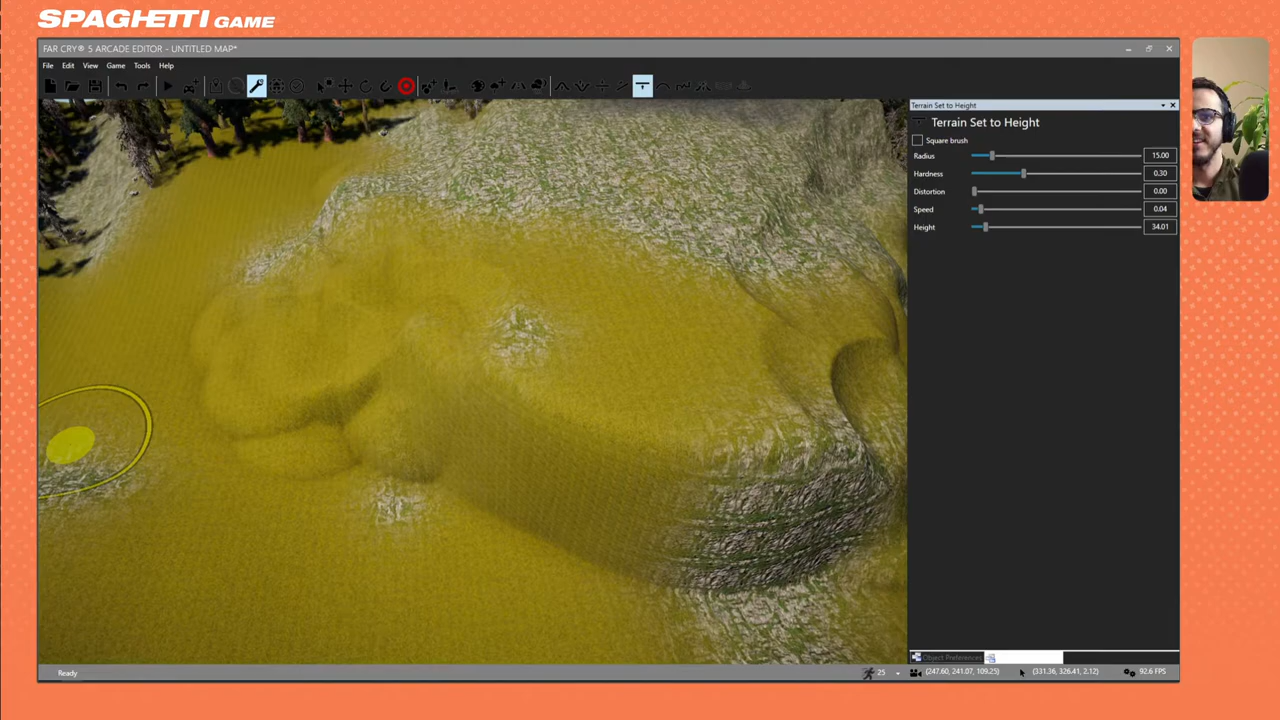 SPAGHETTI GAME
FAR CRY® 5 ARCADE EDITOR - UNTITLED MAP*
File Edit View Game Tools Help
Terrain Set to Height
Terrain Set to Height
Square brush
Radius 15.00
Hardness 0.30
Distortion 0.00
Speed 0.04
Height 34.01
Object Preferences
Ready 25 (247.60, 241.07, 109.25) (331.36, 326.41, 2.12) 92.6 FPS